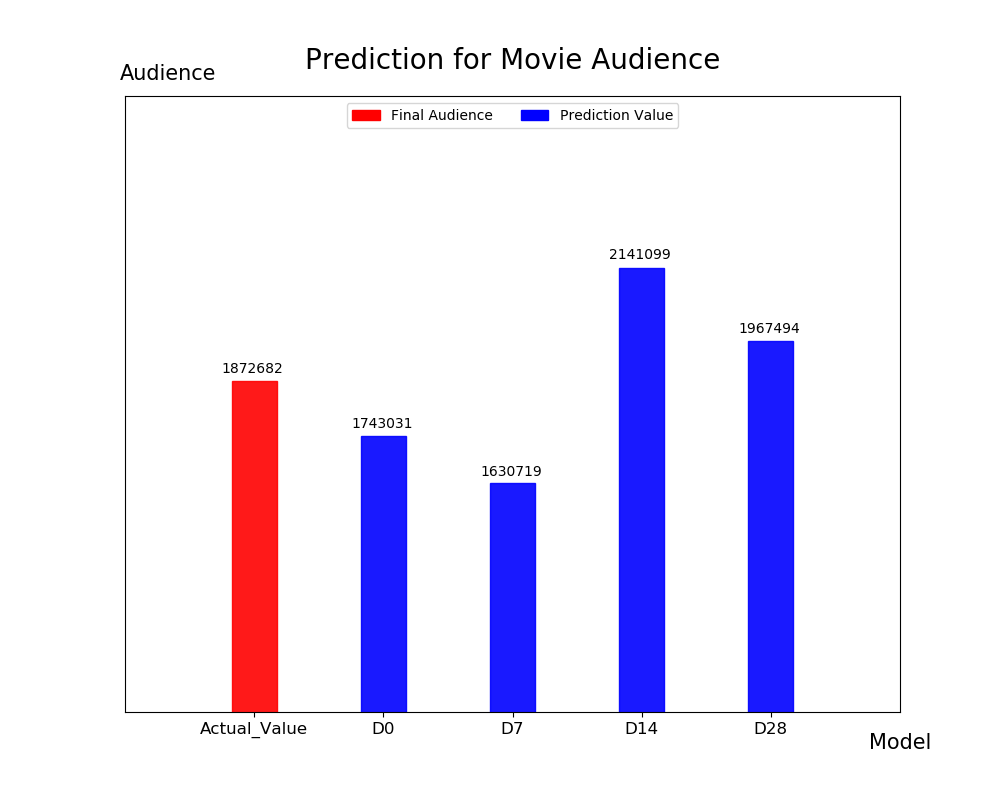 Prediction for Movie Audience
Audience
Final Audience Prediction Value
2141099
1967494
1872682
1743031
1630719
Actual_Value D0 D7 D14 D28
Model